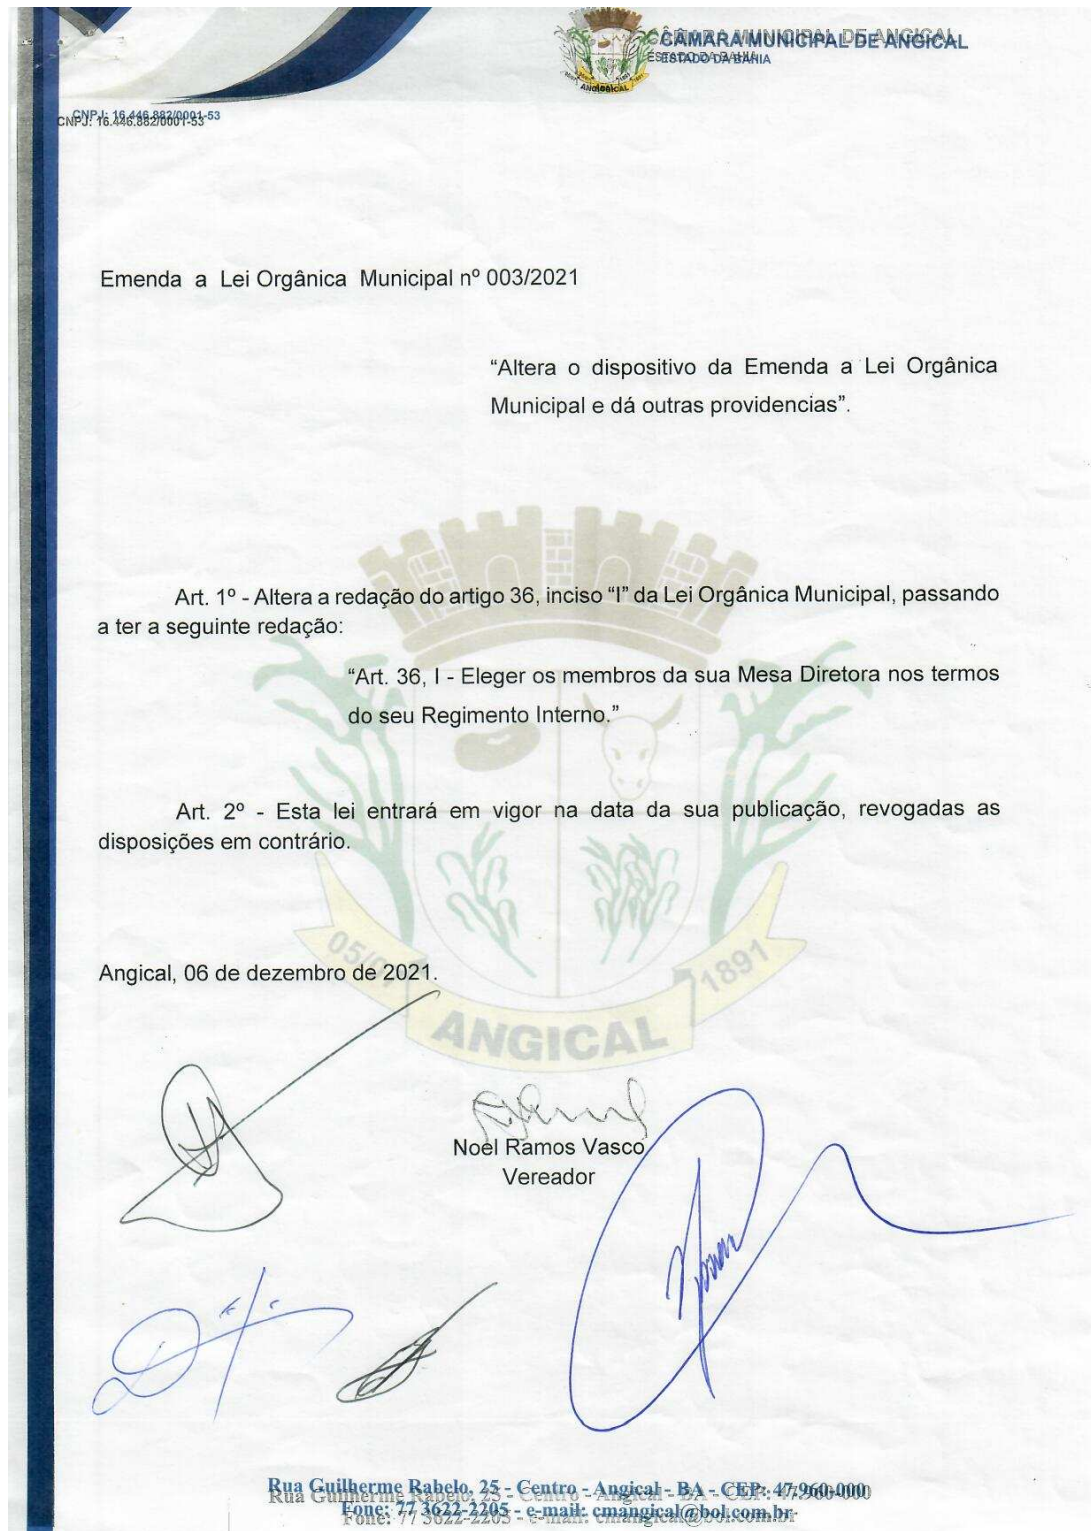 CÂMARA MUNICIPAL DE ANGICAL
ESTADO DA BAHIA
ANGICAL
CNPJ: 16.446.882/0001-53
Emenda a Lei Orgânica Municipal nº 003/2021
“Altera o dispositivo da Emenda a Lei Orgânica
Municipal e dá outras providencias”.
Art. 1º - Altera a redação do artigo 36, inciso “I” da Lei Orgânica Municipal, passando
a ter a seguinte redação:
“Art. 36, I - Eleger os membros da sua Mesa Diretora nos termos
do seu Regimento Interno.”
Art. 2º - Esta lei entrará em vigor na data da sua publicação, revogadas as
disposições em contrário.
Angical, 06 de dezembro de 2021.
1891
ANGICAL
Noel Ramos Vasco
Vereador
Rua Guilherme Rabelo, 25 - Centro - Angical - BA - CEP: 47.960-000
Fone: 77 3622-2205 - e-mail: cmangical@bol.com.br